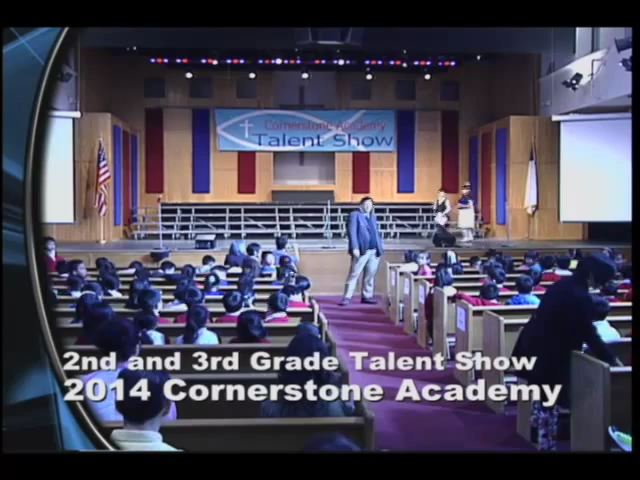 Cornerstone Academy
Talent Show
2nd and 3rd Grade Talent Show
2014 Cornerstone Academy